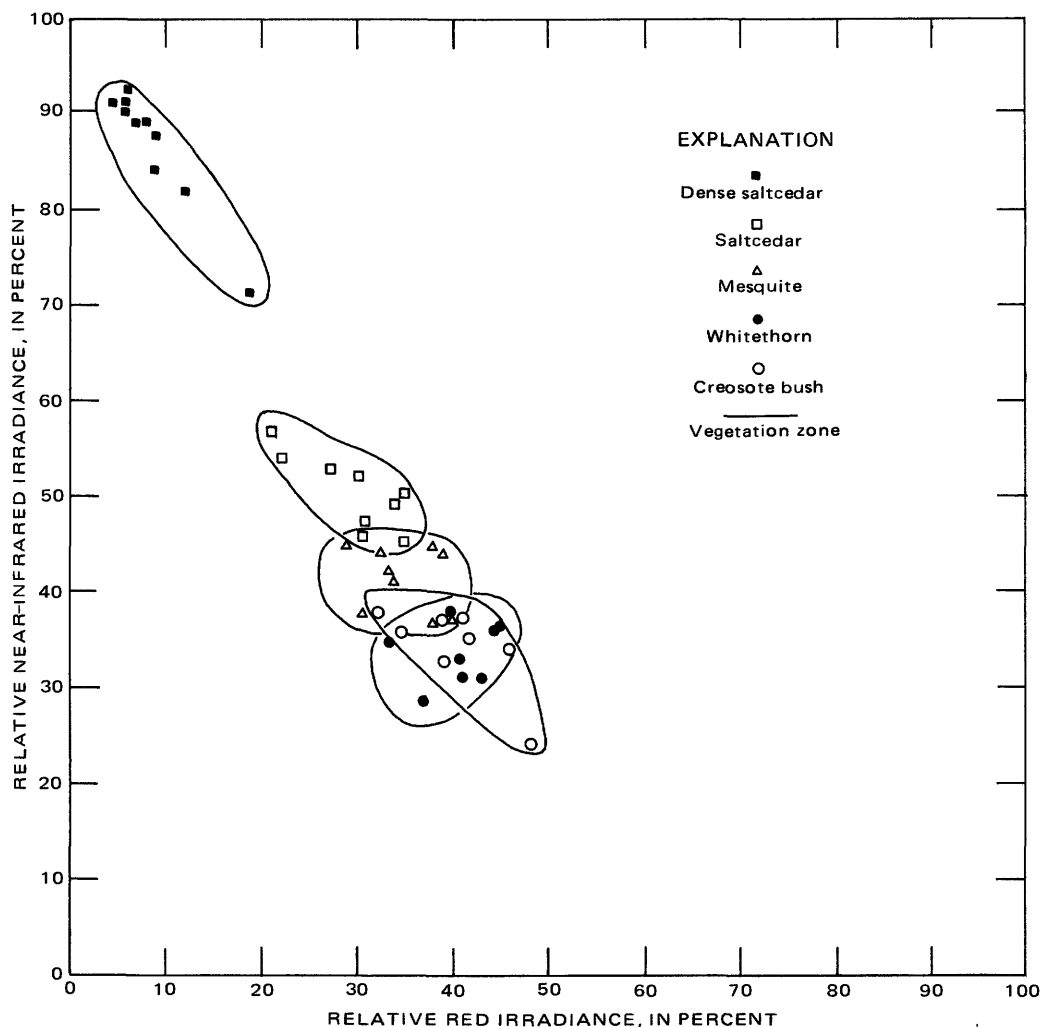 100
90
80
70
60
50
40
30
20
10
0
RELATIVE NEAR-INFRARED IRRADIANCE, IN PERCENT
EXPLANATION
Dense saltcedar
Saltcedar
Mesquite
Whitethorn
Creosote bush
Vegetation zone
0 10 20 30 40 50 60 70 80 90 100
RELATIVE RED IRRADIANCE, IN PERCENT